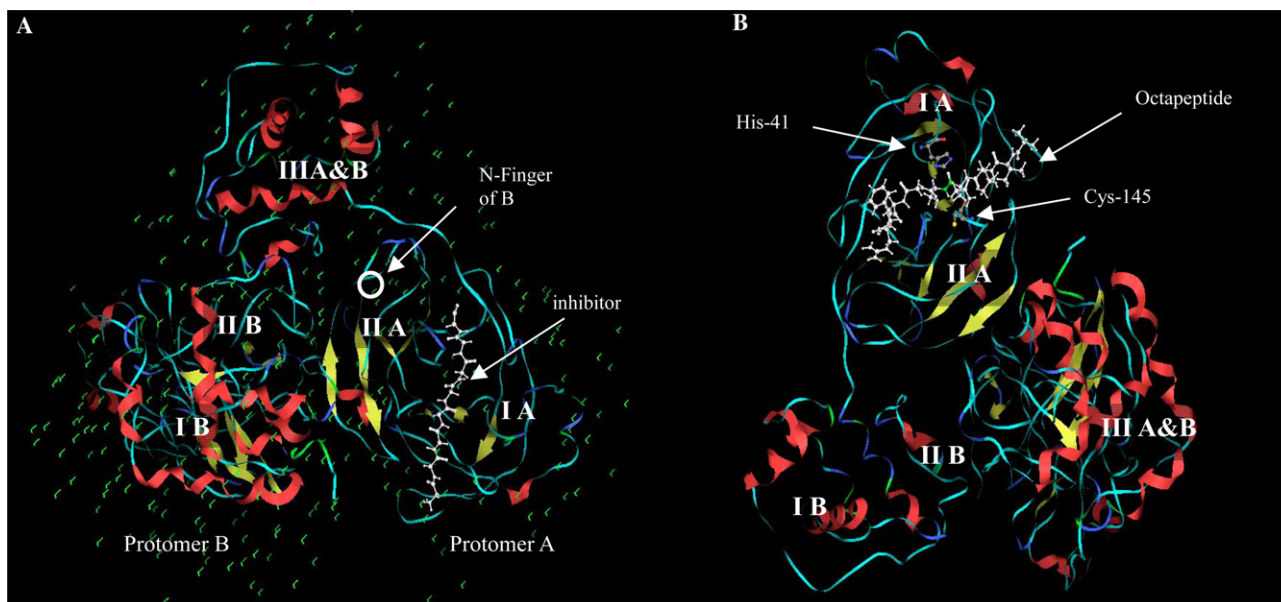 A
IIIA&B
N-Finger
of B
II A
inhibitor
II B
I A
I B
Protomer B
Protomer A
B
I A
Octapeptide
His-41
Cys-145
II A
III A&B
II B
I B